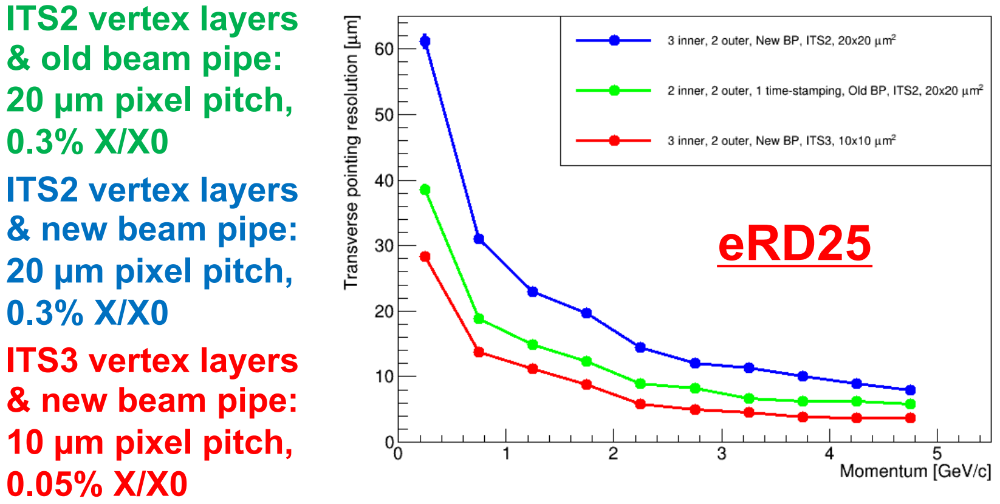 ITS2 vertex layers
& old beam pipe:
20 µm pixel pitch,
0.3% X/X0
ITS2 vertex layers
& new beam pipe:
20 µm pixel pitch,
0.3% X/X0
ITS3 vertex layers
& new beam pipe:
10 µm pixel pitch,
0.05% X/X0
Transverse pointing resolution [µm]
60
50
40
30
20
10
0
3 inner, 2 outer, New BP, ITS2, 20x20 µm²
2 inner, 2 outer, 1 time-stamping, Old BP, ITS2, 20x20 µm²
3 inner, 2 outer, New BP, ITS3, 10x10 µm²
eRD25
0 1 2 3 4 5
Momentum [GeV/c]